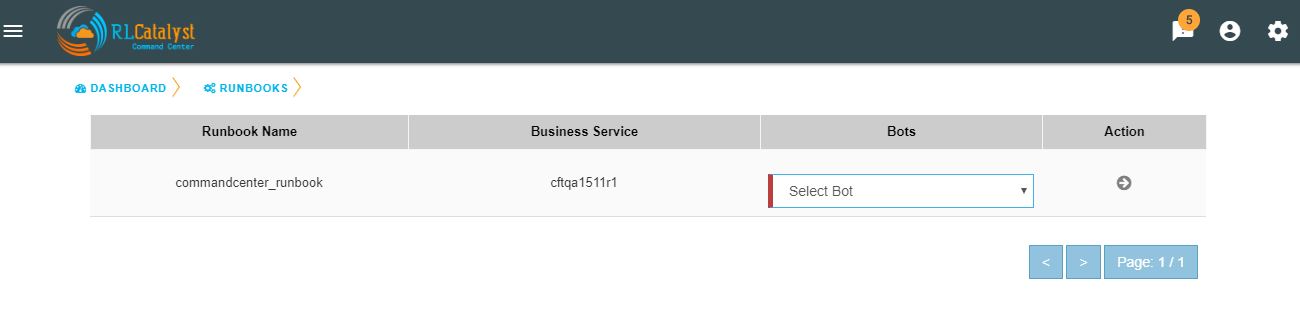 5
RLCatalyst
Command Center
DASHBOARD RUNBOOKS
Runbook Name Business Service Bots Action
commandcenter_runbook cftqa1511r1 Select Bot
< > Page: 1 / 1